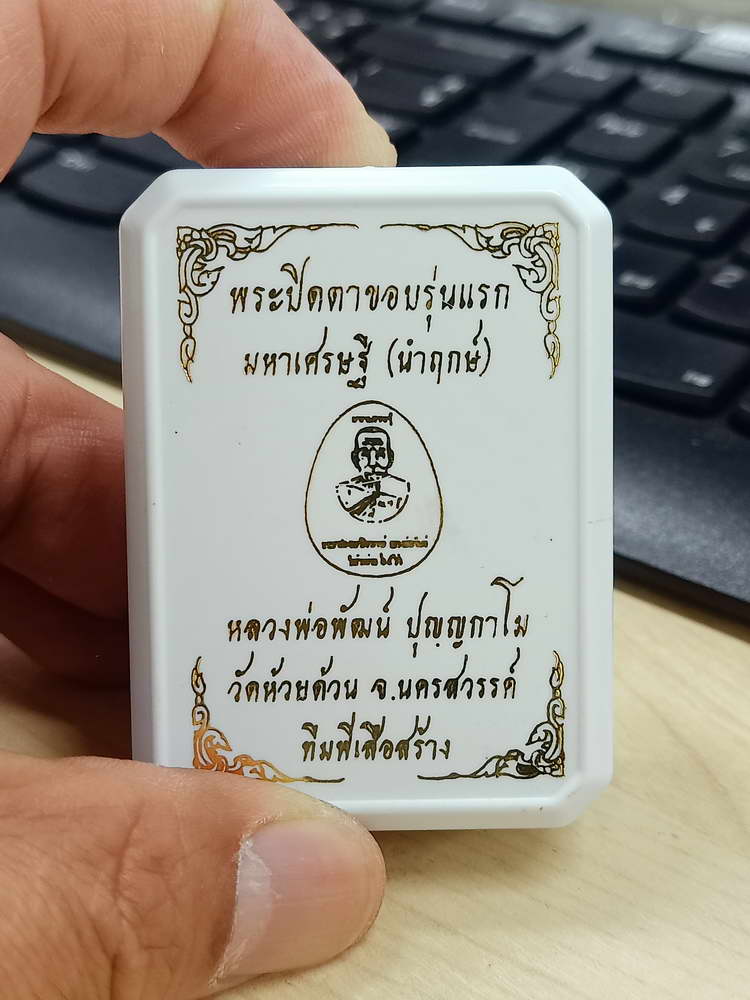 พระปิดตาขอบรุ่นแรก
มหาเศรษฐี (นำฤกษ์)
หลวงพ่อพัฒน์ ปุญฺญกาโม
วัดห้วยด้วน จ.นครสวรรค์
ทีมพี่เสือสร้าง